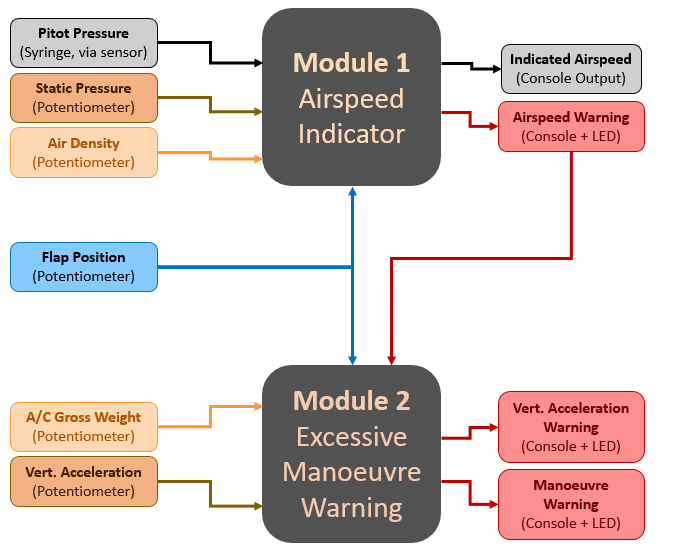 Pitot Pressure
(Syringe, via sensor)
Static Pressure
(Potentiometer)
Air Density
(Potentiometer)
Module 1
Airspeed
Indicator
Indicated Airspeed
(Console Output)
Airspeed Warning
(Console + LED)
Flap Position
(Potentiometer)
A/C Gross Weight
(Potentiometer)
Vert. Acceleration
(Potentiometer)
Module 2
Excessive
Manoeuvre
Warning
Vert. Acceleration
Warning
(Console + LED)
Manoeuvre
Warning
(Console + LED)